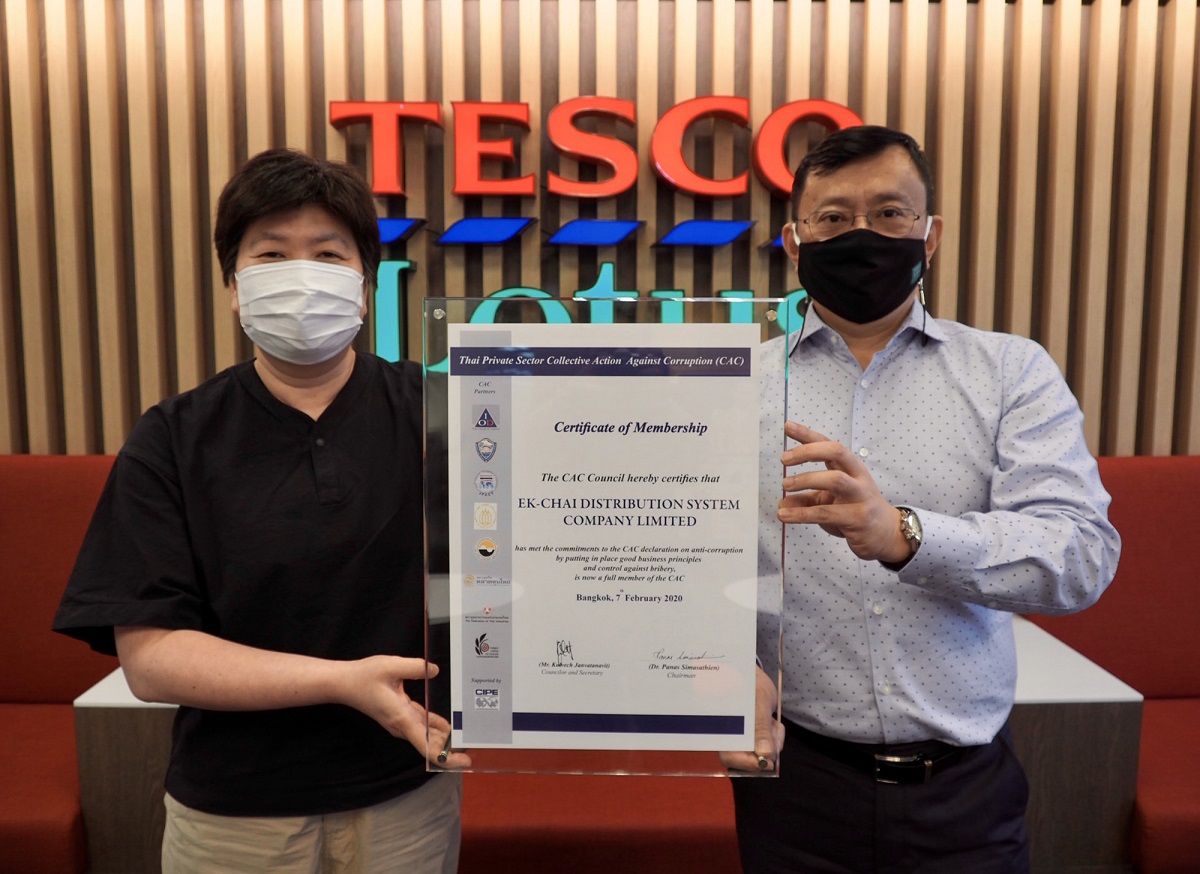 TESCO
Lotus
Thai Private Sector Collective Action Against Corruption (CAC)
CAC
Partners
Certificate of Membership
The CAC Council hereby certifies that
EK-CHAI DISTRIBUTION SYSTEM
COMPANY LIMITED
has met the commitments to the CAC declaration on anti-corruption
by putting in place good business principles
and control against bribery,
is now a full member of the CAC
Bangkok, 7 February 2020
(Dr. Panas Simasathien)
Councilor and Secretary
Chairman
Supported by
CIPE